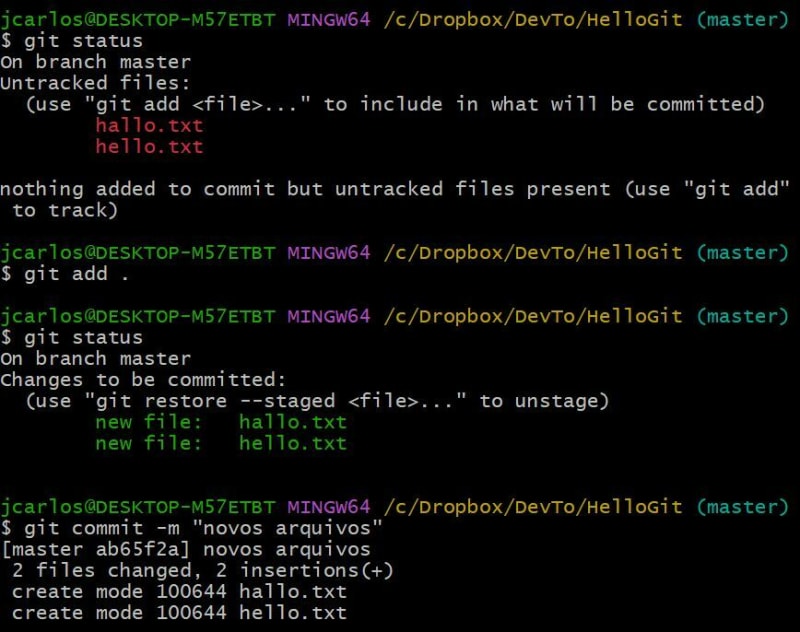 jcarlos@DESKTOP-M57ETBT MINGW64 /c/Dropbox/DevTo/HelloGit (master)
$ git status
On branch master
Untracked files:
  (use "git add <file>..." to include in what will be committed)
        hallo.txt
        hello.txt

nothing added to commit but untracked files present (use "git add"
 to track)

jcarlos@DESKTOP-M57ETBT MINGW64 /c/Dropbox/DevTo/HelloGit (master)
$ git add .

jcarlos@DESKTOP-M57ETBT MINGW64 /c/Dropbox/DevTo/HelloGit (master)
$ git status
On branch master
Changes to be committed:
  (use "git restore --staged <file>..." to unstage)
        new file:   hallo.txt
        new file:   hello.txt

jcarlos@DESKTOP-M57ETBT MINGW64 /c/Dropbox/DevTo/HelloGit (master)
$ git commit -m "novos arquivos"
[master ab65f2a] novos arquivos
 2 files changed, 2 insertions(+)
 create mode 100644 hallo.txt
 create mode 100644 hello.txt